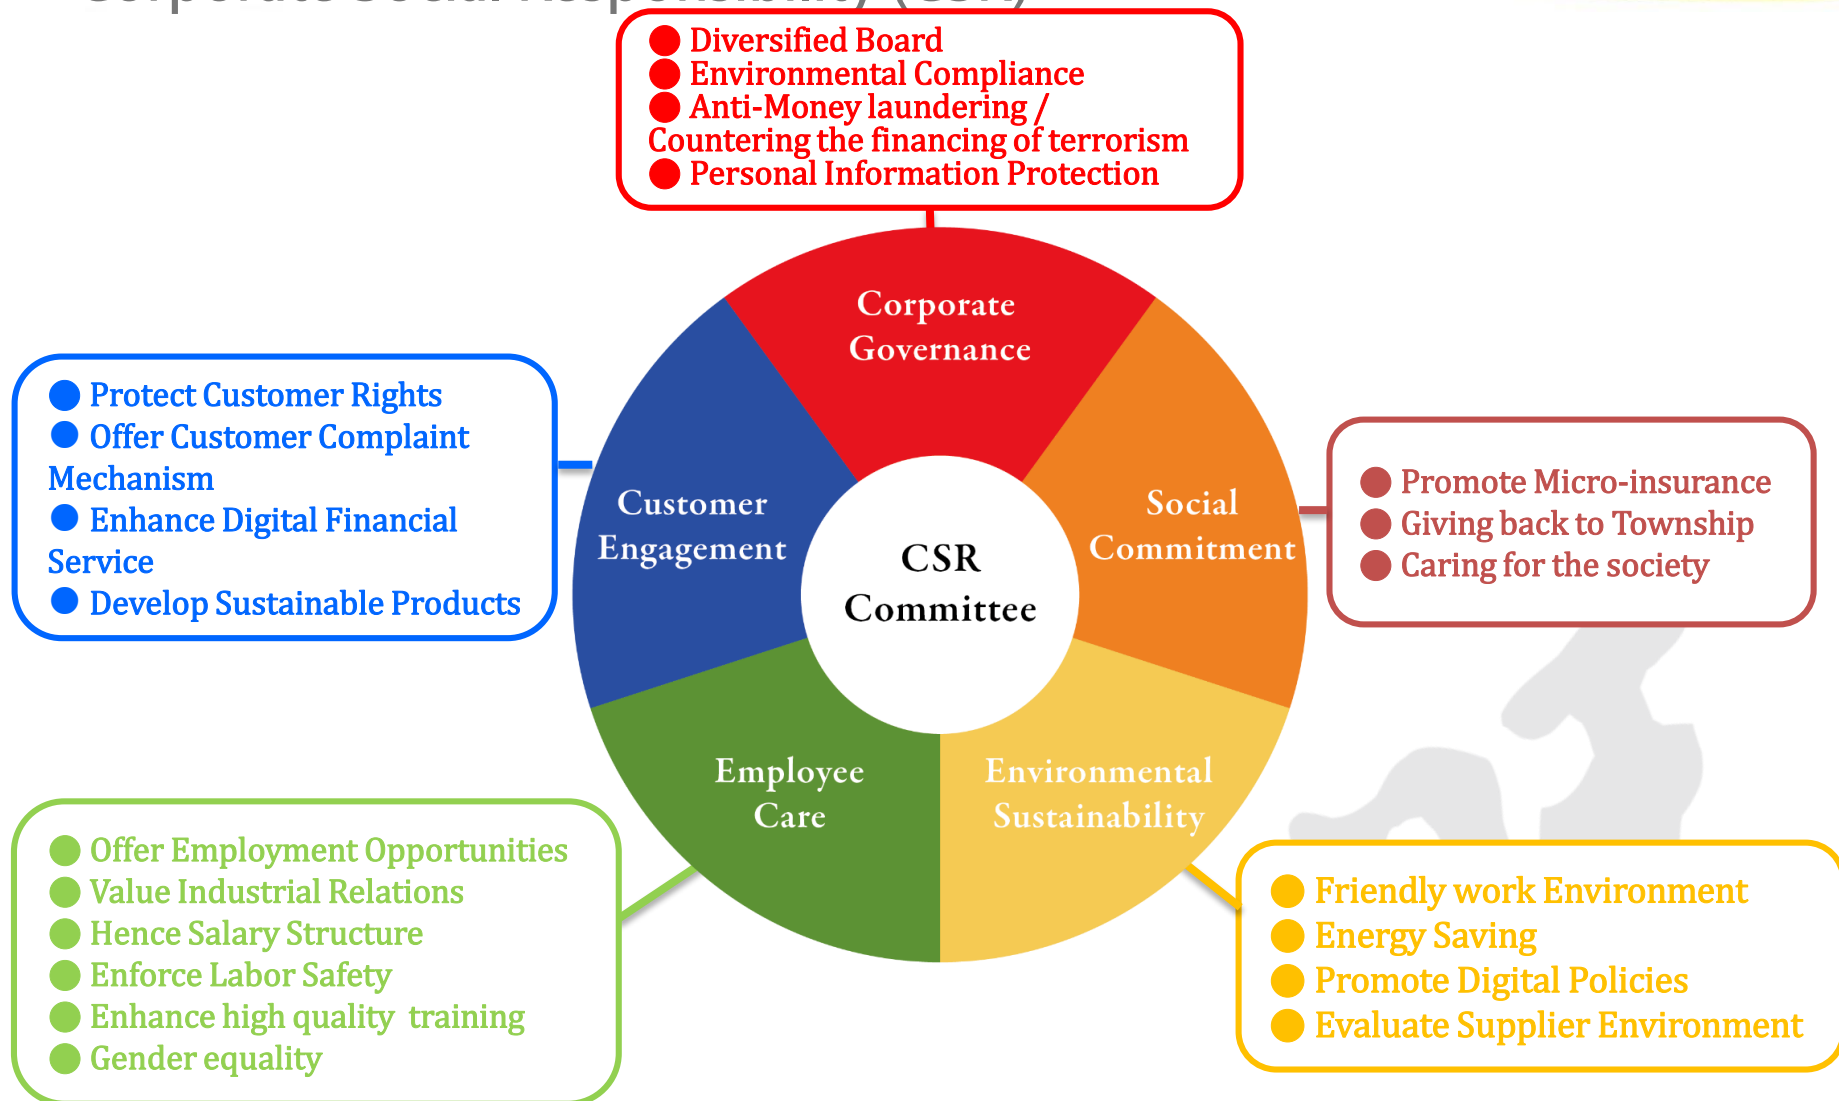 Corporate Social Responsibility (CSR)
● Diversified Board
● Environmental Compliance
● Anti-Money laundering /
Countering the financing of terrorism
● Personal Information Protection
Corporate
Governance
● Protect Customer Rights
● Offer Customer Complaint
Mechanism
● Enhance Digital Financial
Service
● Develop Sustainable Products
Customer
Engagement
CSR
Committee
Social
Commitment
● Promote Micro-insurance
● Giving back to Township
● Caring for the society
Employee
Care
Environmental
Sustainability
● Offer Employment Opportunities
● Value Industrial Relations
● Hence Salary Structure
● Enforce Labor Safety
● Enhance high quality  training
● Gender equality
● Friendly work Environment
● Energy Saving
● Promote Digital Policies
● Evaluate Supplier Environment